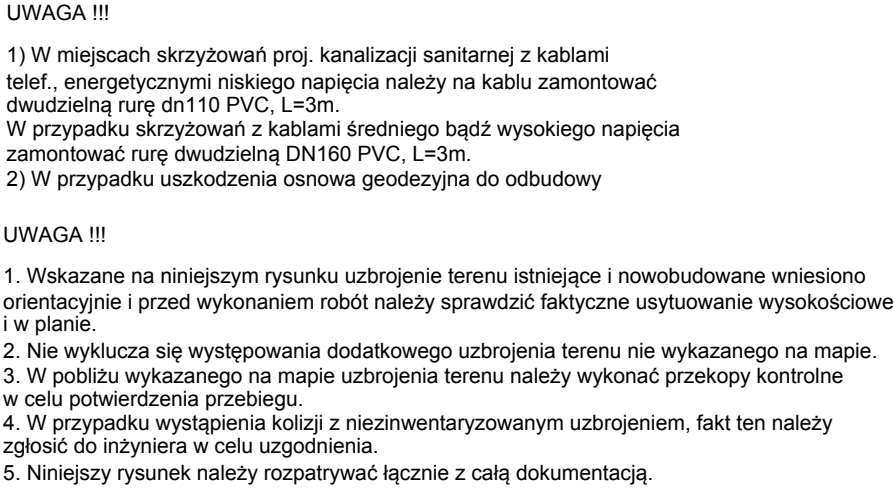 UWAGA !!!
1) W miejscach skrzyżowań proj. kanalizacji sanitarnej z kablami
telef., energetycznymi niskiego napięcia należy na kablu zamontować
dwudzielną rurę dn110 PVC, L=3m.
W przypadku skrzyżowań z kablami średniego bądź wysokiego napięcia
zamontować rurę dwudzielną DN160 PVC, L=3m.
2) W przypadku uszkodzenia osnowa geodezyjna do odbudowy
UWAGA !!!
1. Wskazane na niniejszym rysunku uzbrojenie terenu istniejące i nowobudowane wniesiono
orientacyjnie i przed wykonaniem robót należy sprawdzić faktyczne usytuowanie wysokościowe
i w planie.
2. Nie wyklucza się występowania dodatkowego uzbrojenia terenu nie wykazanego na mapie.
3. W pobliżu wykazanego na mapie uzbrojenia terenu należy wykonać przekopy kontrolne
w celu potwierdzenia przebiegu.
4. W przypadku wystąpienia kolizji z niezinwentaryzowanym uzbrojeniem, fakt ten należy
zgłosić do inżyniera w celu uzgodnienia.
5. Niniejszy rysunek należy rozpatrywać łącznie z całą dokumentacją.